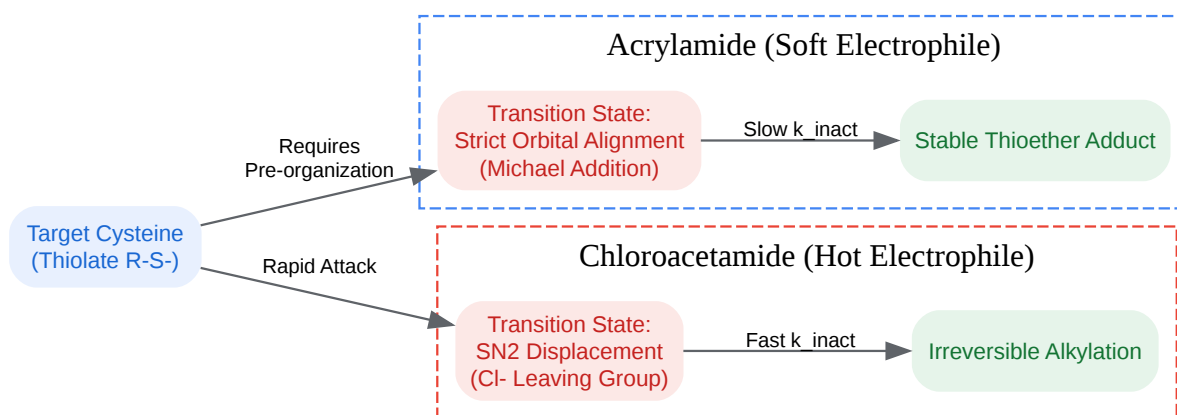 Acrylamide (Soft Electrophile)
Transition State:
Strict Orbital Alignment
(Michael Addition)
Slow k_inact
Stable Thioether Adduct
Requires
Pre-organization
Target Cysteine
(Thiolate R-S-)
Rapid Attack
Chloroacetamide (Hot Electrophile)
Transition State:
SN2 Displacement
(Cl- Leaving Group)
Fast k_inact
Irreversible Alkylation